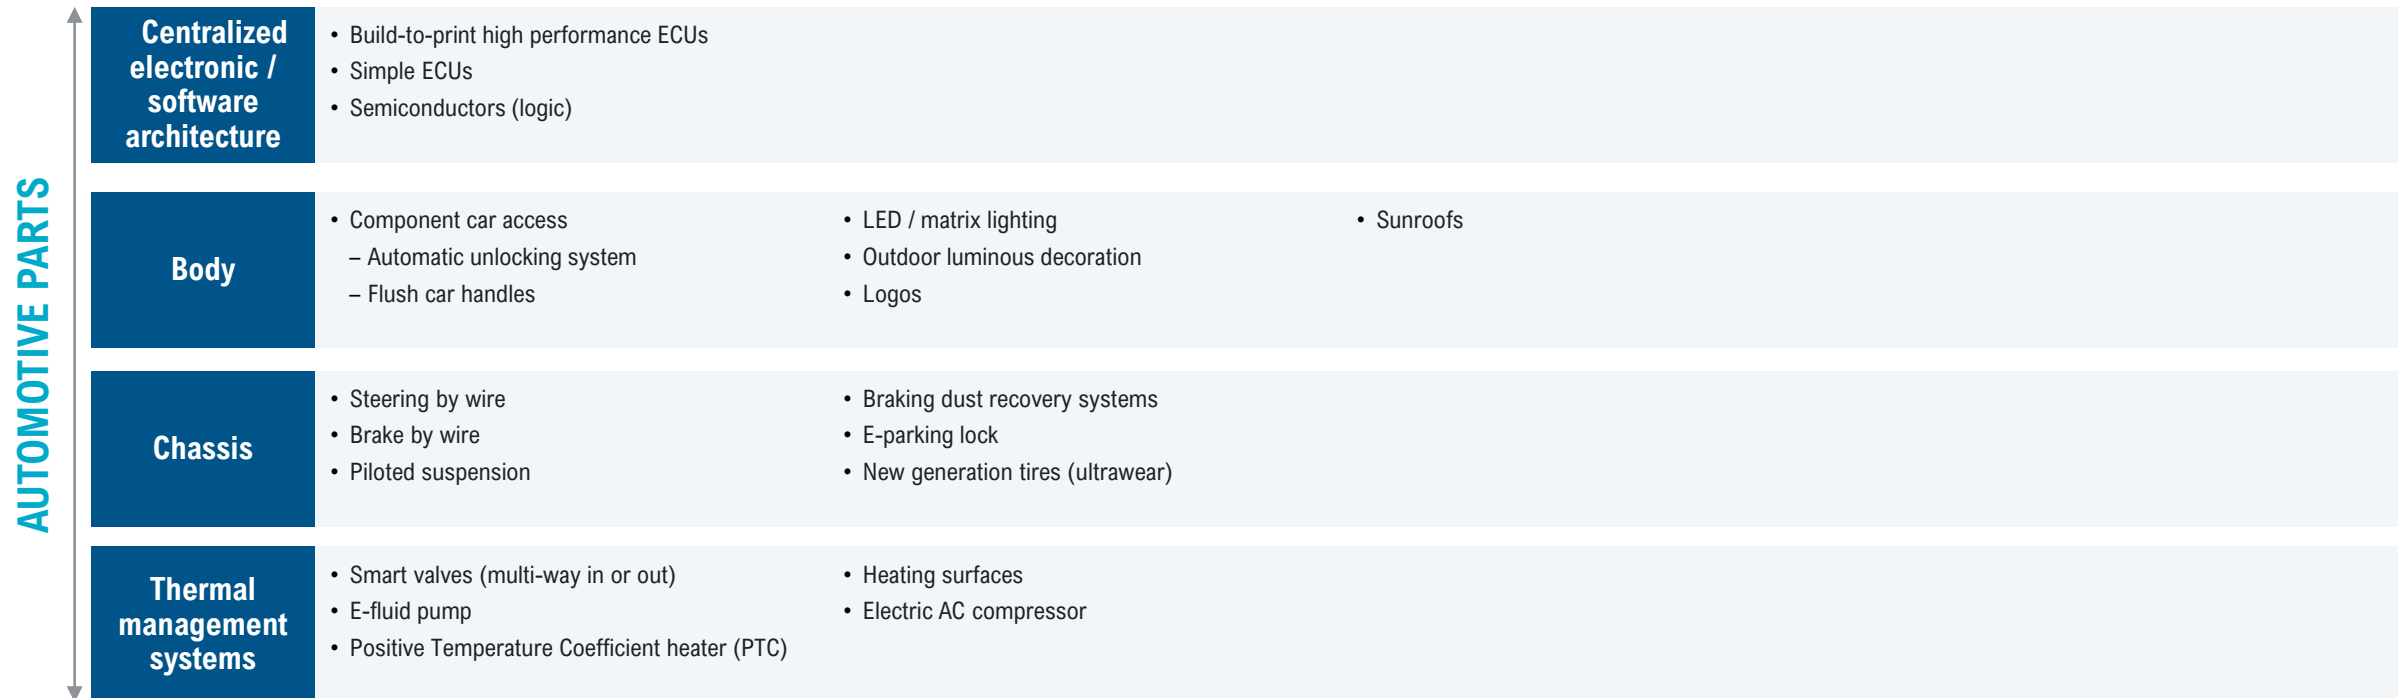 AUTOMOTIVE PARTS
Centralized
electronic /
software
architecture
• Build-to-print high performance ECUs
• Simple ECUs
• Semiconductors (logic)
Body
• Component car access
– Automatic unlocking system
– Flush car handles
• LED / matrix lighting
• Outdoor luminous decoration
• Logos
• Sunroofs
Chassis
• Steering by wire
• Brake by wire
• Piloted suspension
• Braking dust recovery systems
• E-parking lock
• New generation tires (ultrawear)
Thermal
management
systems
• Smart valves (multi-way in or out)
• E-fluid pump
• Positive Temperature Coefficient heater (PTC)
• Heating surfaces
• Electric AC compressor